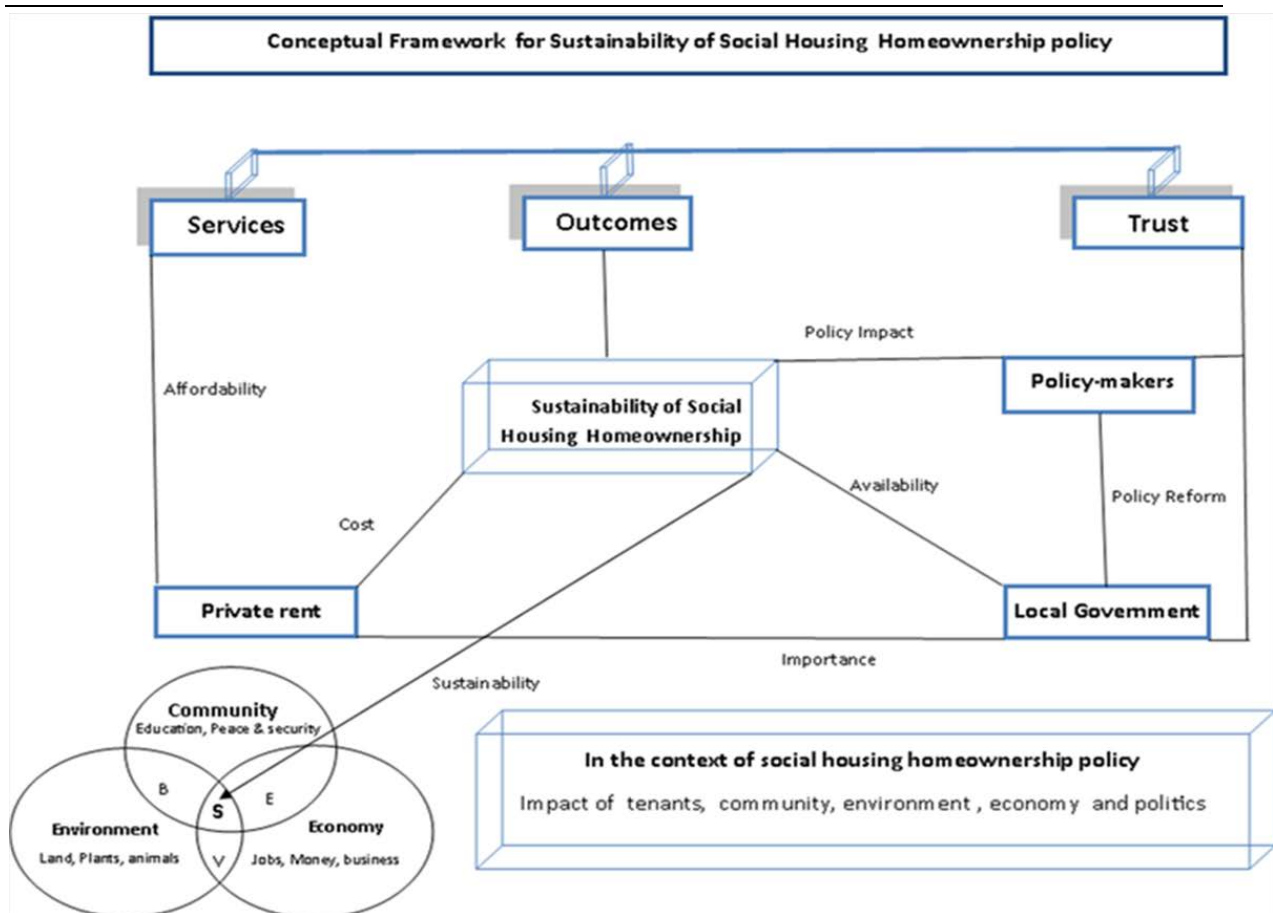 Conceptual Framework for Sustainability of Social Housing Homeownership policy
Services
Outcomes
Trust
Policy Impact
Affordability
Policy-makers
Sustainability of Social
Housing Homeownership
Availability
Policy Reform
Cost
Private rent
Local Government
Importance
Sustainability
Community
Education, Peace & security
B
E
S
Environment
Economy
Land, Plants, animals
V
Jobs, Money, business
In the context of social housing homeownership policy
Impact of tenants, community, environment , economy and politics